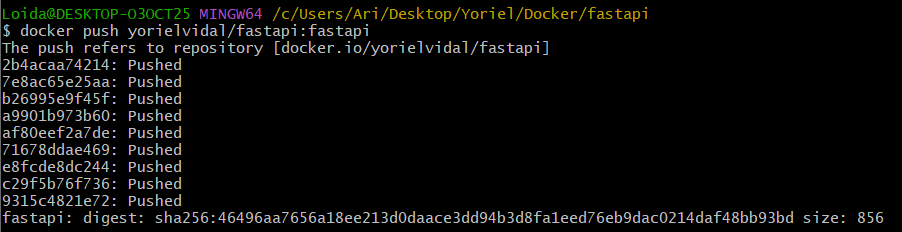 Loida@DESKTOP-O3OCT25 MINGW64 /c/Users/Ari/Desktop/Yoriel/Docker/fastapi
$ docker push yorielvidal/fastapi:fastapi
The push refers to repository [docker.io/yorielvidal/fastapi]
2b4acaa74214: Pushed
7e8ac65e25aa: Pushed
b26995e9f45f: Pushed
a9901b973b60: Pushed
af80eef2a7de: Pushed
71678ddae469: Pushed
e8fcde8dc244: Pushed
c29f5b76f736: Pushed
9315c4821e72: Pushed
fastapi: digest: sha256:46496aa7656a18ee213d0daace3dd94b3d8fa1eed76eb9dac0214daf48bb93bd size: 856